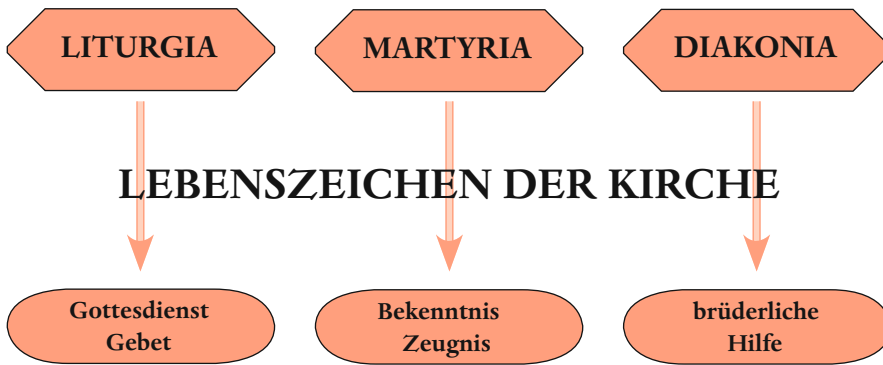 LITURGIA
MARTYRIA
DIAKONIA
LEBENSZEICHEN DER KIRCHE
Gottesdienst
Gebet
Bekenntnis
Zeugnis
brüderliche
Hilfe